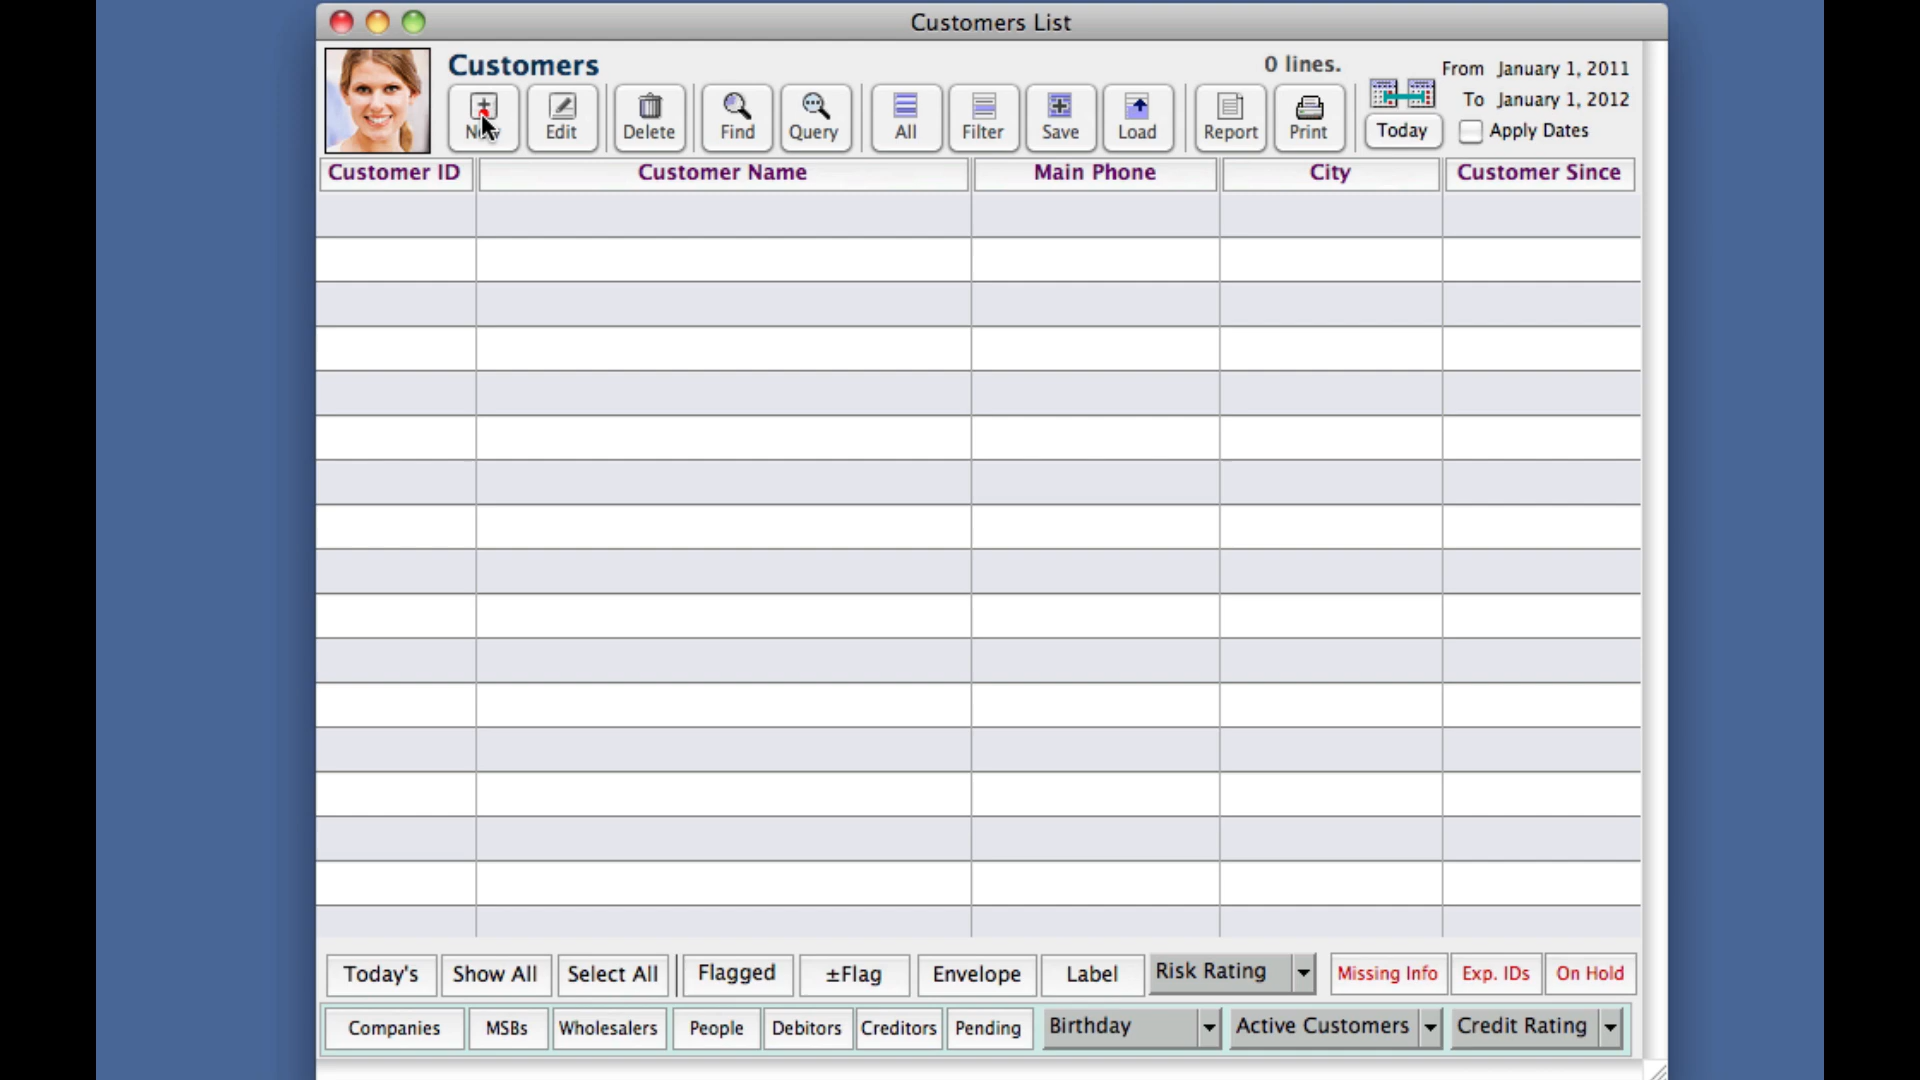 Customers List
Customers
0 lines.
From January 1, 2011
To January 1, 2012
New
Edit
Delete
Find
Query
All
Filter
Save
Load
Report
Print
Today
Apply Dates
Customer ID
Customer Name
Main Phone
City
Customer Since
Today's
Show All
Select All
Flagged
±Flag
Envelope
Label
Risk Rating
Missing Info
Exp. IDs
On Hold
Companies
MSBs
Wholesalers
People
Debitors
Creditors
Pending
Birthday
Active Customers
Credit Rating